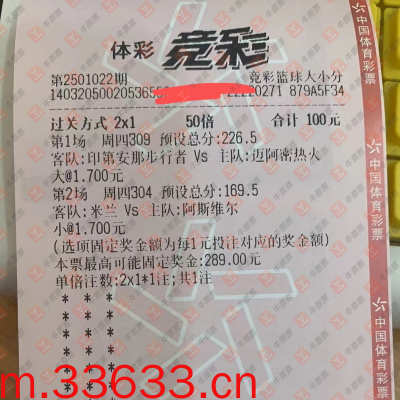 体彩 竞彩
第2501022期 竞彩篮球大小分
140320500205365 20271 879A5F34
过关方式 2x1 50倍 合计 100元
第1场 周四309 预设总分:226.5
客队:印第安那步行者 Vs 主队:迈阿密热火
大@1.700元
第2场 周四304 预设总分:169.5
客队:米兰 Vs 主队:阿斯维尔
小@1.700元
(选项固定奖金额为每1元投注对应的奖金额)
本票最高可能固定奖金:289.00元
单倍注数:2x1*1注;共1注
* * *
* * *
* * *
* * *
* * *
* * *
m.33633.cn
中国体育彩票
中国体育彩票
中国体育彩票